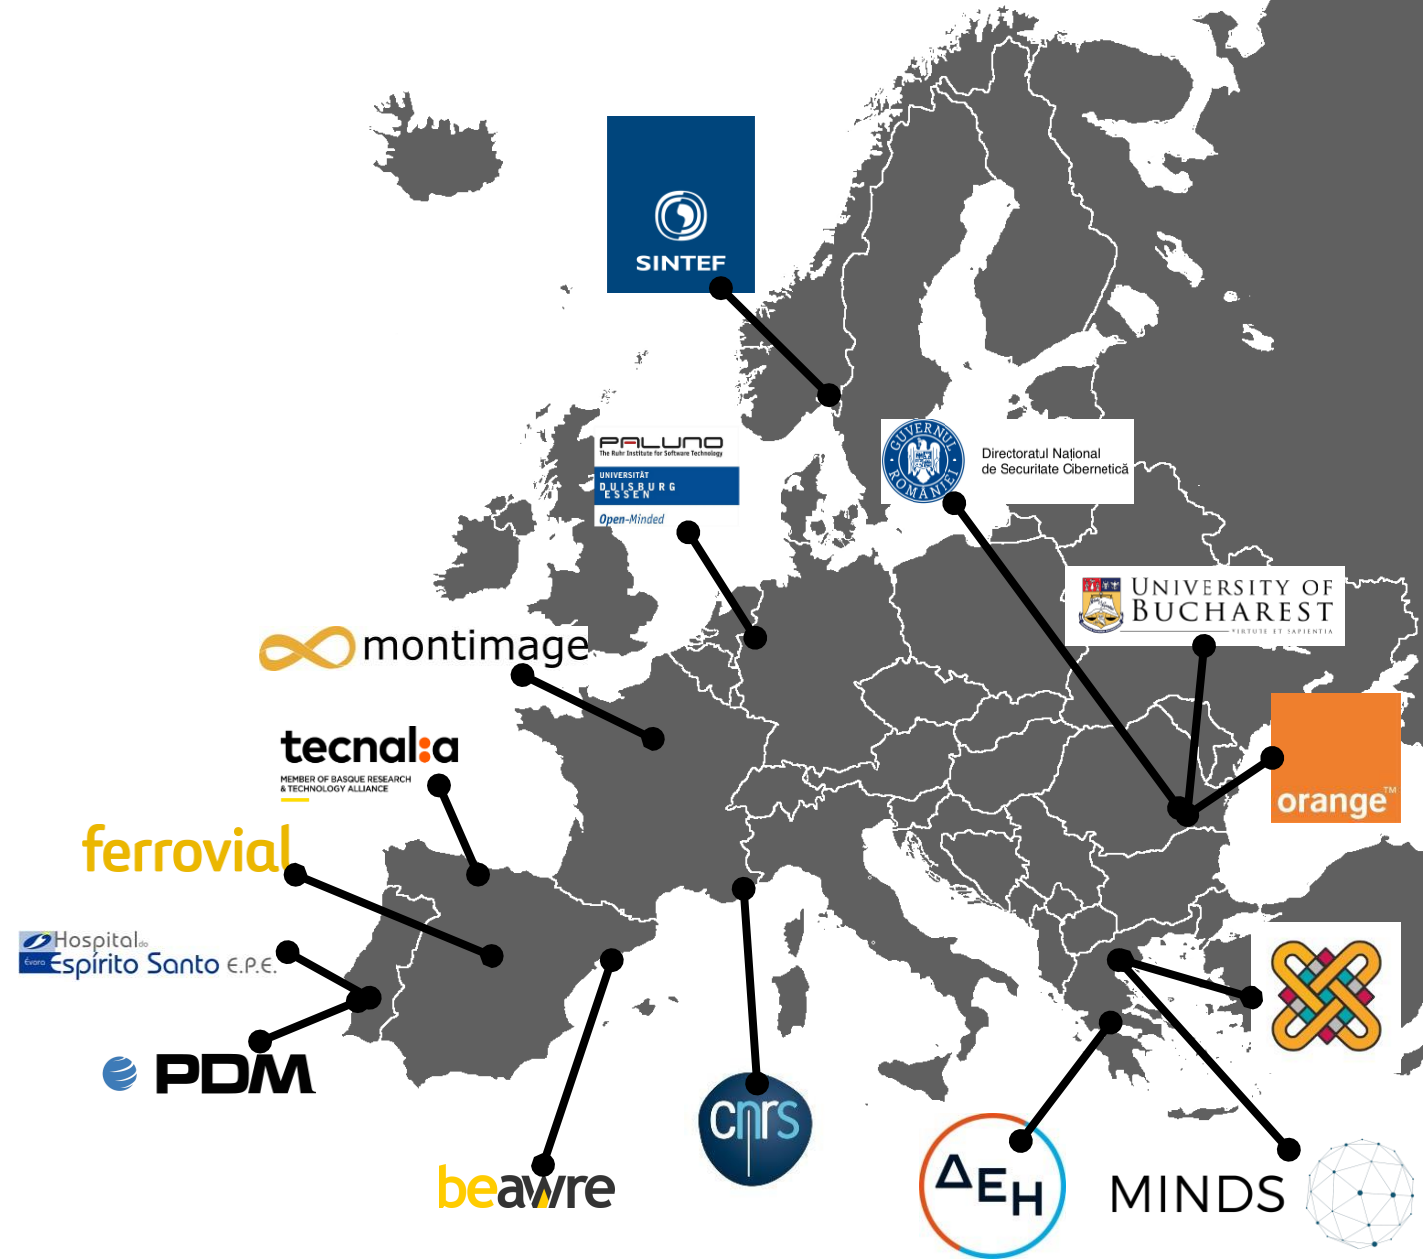 SINTEF
PALUNO
The Ruhr Institute for Software Technology
UNIVERSITÄT
DUISBURG
ESSEN
Open-Minded
GUVERNUL
ROMÂNIEI
Directoratul Național
de Securitate Cibernetică
UNIVERSITY OF
BUCHAREST
VIRTUTE ET SAPIENTIA
montimage
tecnal:a
MEMBER OF BASQUE RESEARCH
& TECHNOLOGY ALLIANCE
orange™
ferrovial
Hospital do
Évora Espírito Santo E.P.E.
PDM
cnrs
beawre
ΔΕΗ
MINDS